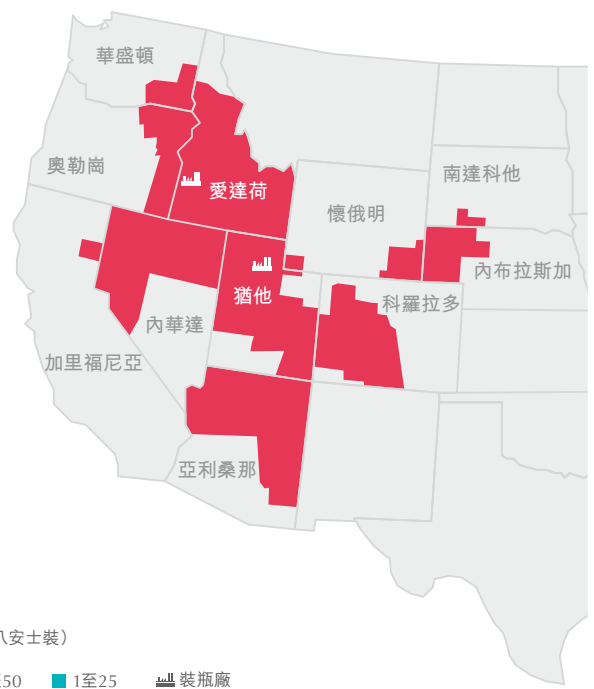 華盛頓
奧勒崗
南達科他
愛達荷
懷俄明
內布拉斯加
猶他
科羅拉多
內華達
加里福尼亞
亞利桑那
八安士裝）
50
1至25
裝瓶廠